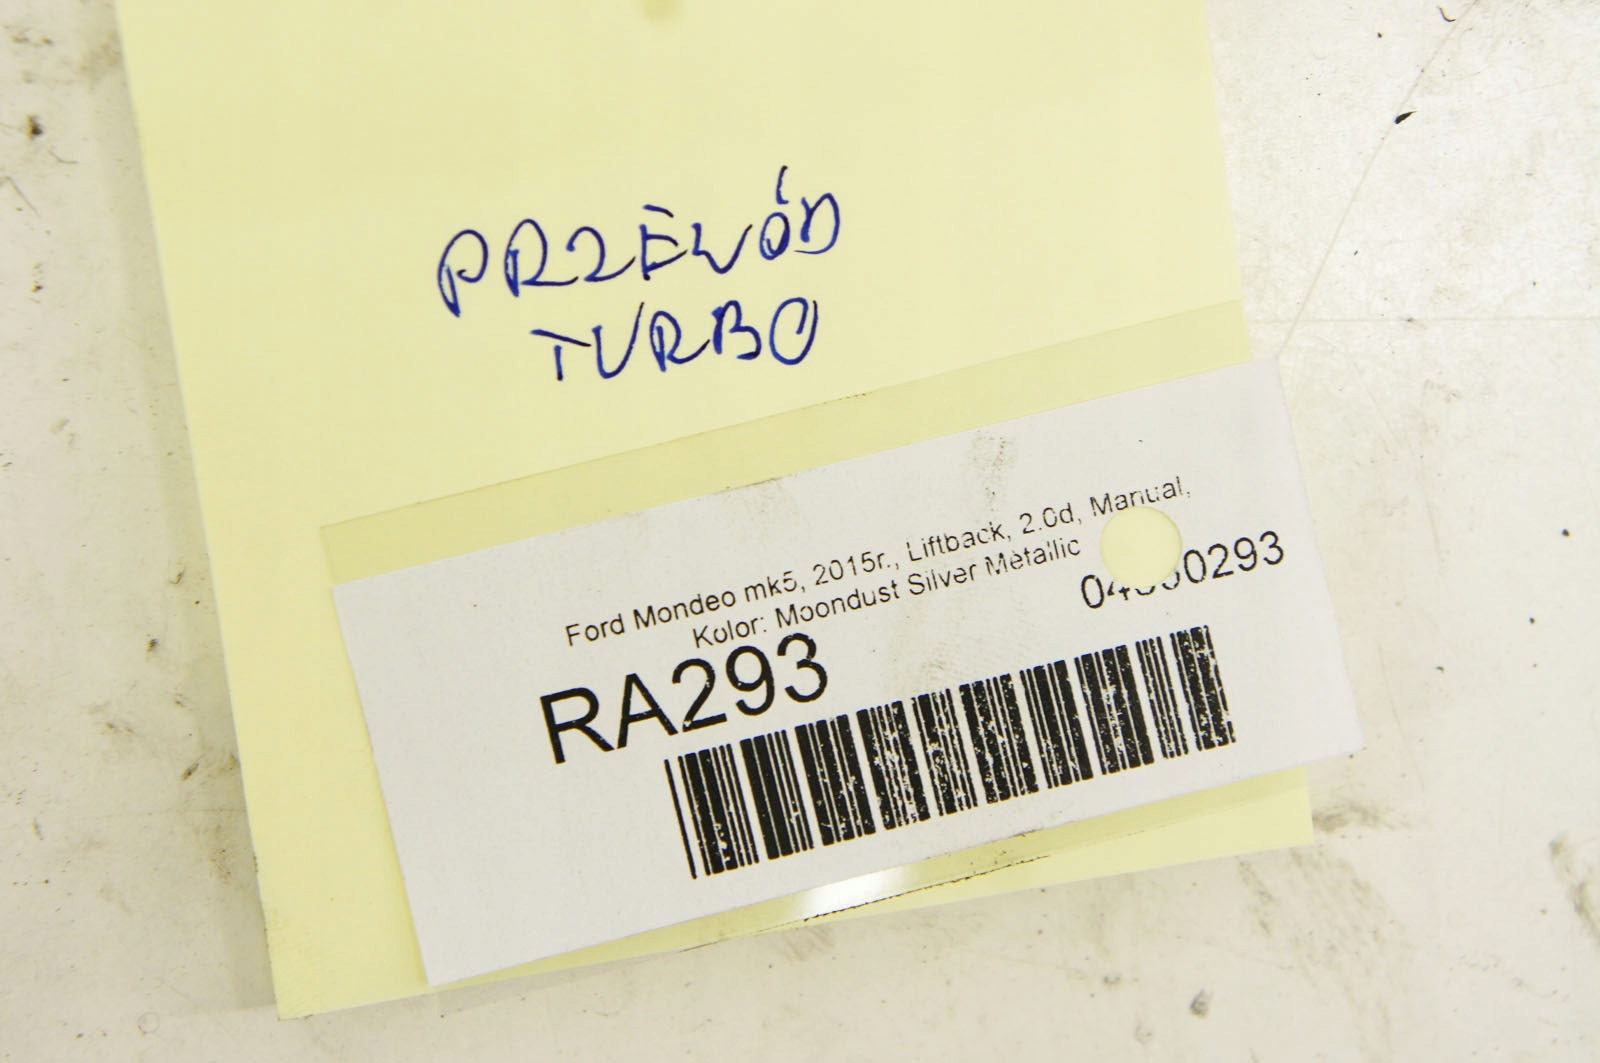 PRZEWÓD
TURBO
Ford Mondeo mk5, 2015r., Liftback, 2.0d, Manual,
Kolor: Moondust Silver Metallic
RA293